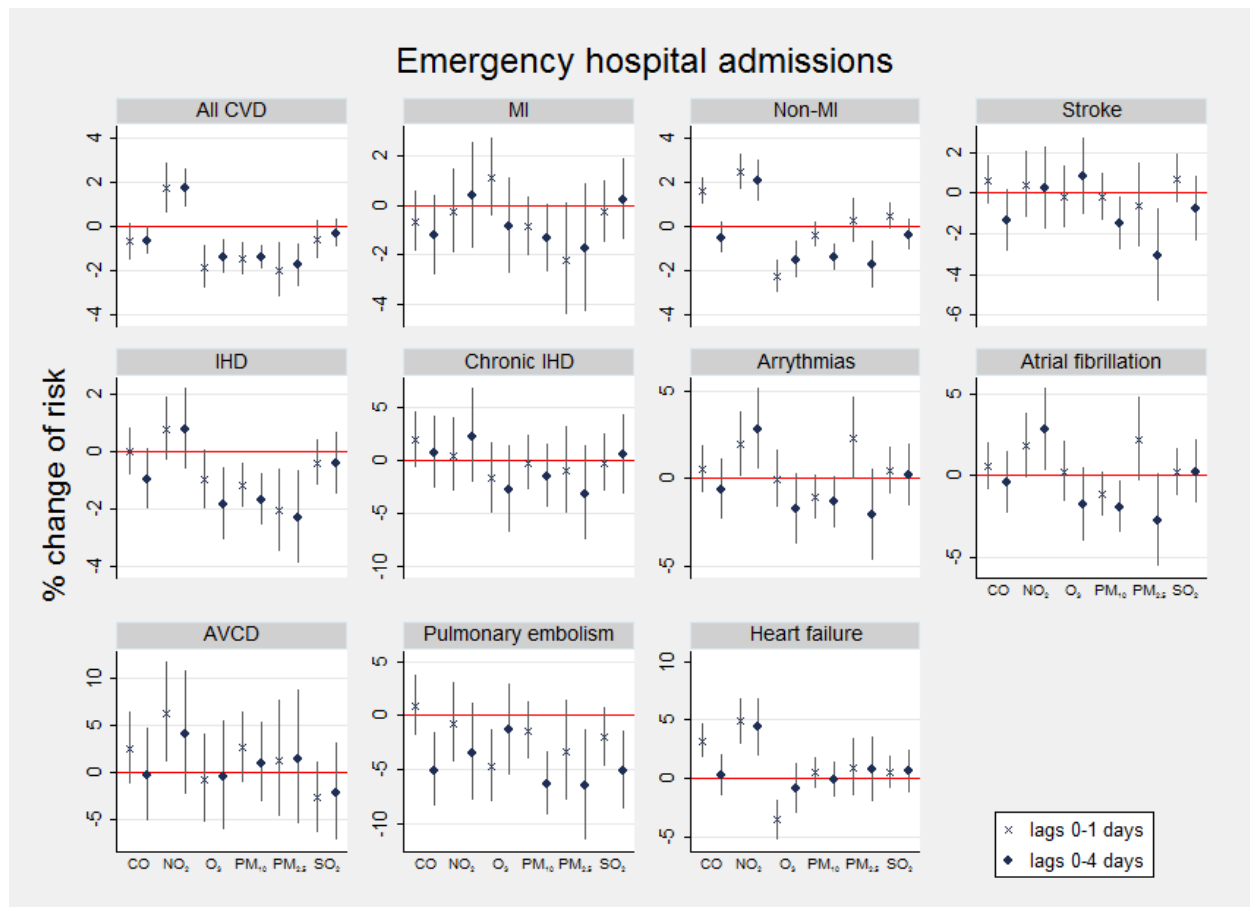 Emergency hospital admissions
All CVD MI Non-MI Stroke
4 2 0 -2 -4
2 0 -2 -4
4 2 0 -2 -4
2 0 -2 -4 -6
% change of risk
IHD Chronic IHD Arrythmias Atrial fibrillation
2 0 -2 -4
5 0 -5 -10
5 0 -5
5 0 -5
CO NO₂ O₃ PM₁₀ PM₂.₅ SO₂
AVCD Pulmonary embolism Heart failure
10 5 0 -5
5 0 -5 -10
10 5 0 -5
CO NO₂ O₃ PM₁₀ PM₂.₅ SO₂
CO NO₂ O₃ PM₁₀ PM₂.₅ SO₂
CO NO₂ O₃ PM₁₀ PM₂.₅ SO₂
lags 0-1 days
lags 0-4 days